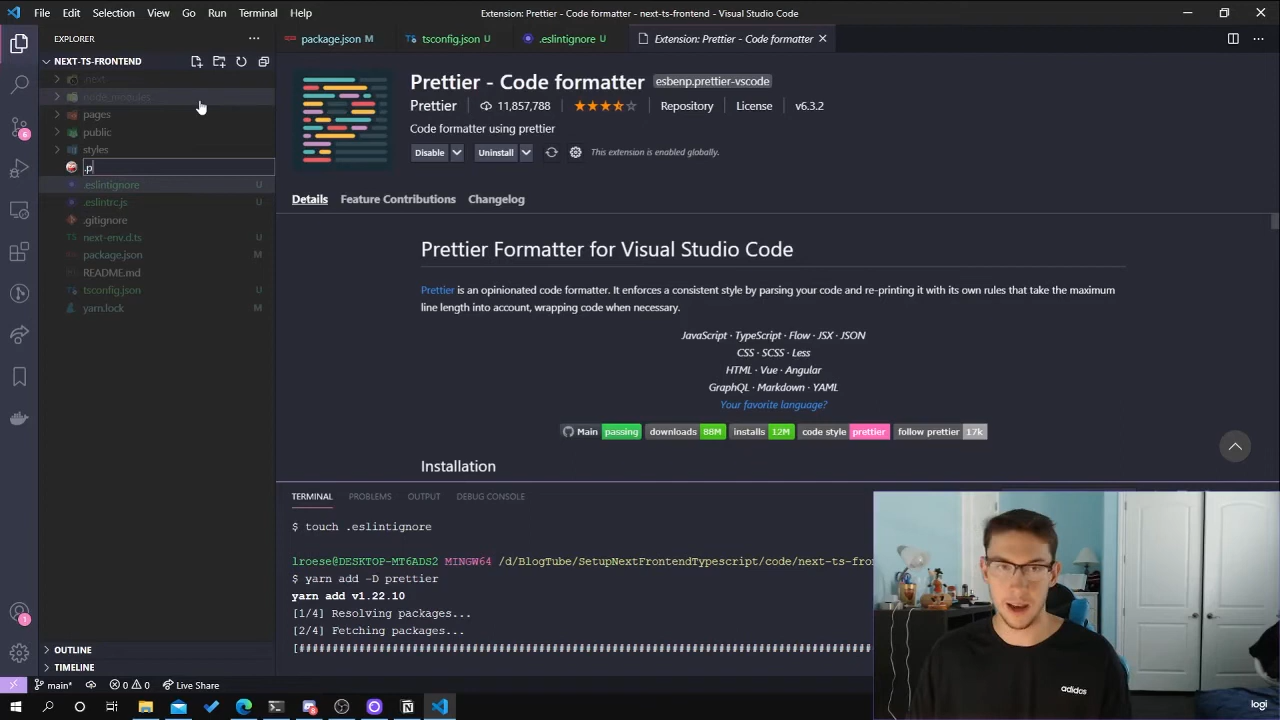 File Edit Selection View Go Run Terminal Help
Extension: Prettier - Code formatter - next-ts-frontend - Visual Studio Code
EXPLORER
package.json M
tsconfig.json U
.eslintignore U
Extension: Prettier - Code formatter
NEXT-TS-FRONTEND
.next
node_modules
pages
public
styles
.p
.eslintignore U
.eslintrc.js U
.gitignore
next-env.d.ts U
package.json M
README.md
tsconfig.json U
yarn.lock M
OUTLINE
TIMELINE
6
1
Prettier - Code formatter esbenp.prettier-vscode
Prettier 11,857,788 Repository License v6.3.2
Code formatter using prettier
Disable Uninstall This extension is enabled globally.
Details Feature Contributions Changelog
Prettier Formatter for Visual Studio Code
Prettier is an opinionated code formatter. It enforces a consistent style by parsing your code and re-printing it with its own rules that take the maximum
line length into account, wrapping code when necessary.
JavaScript · TypeScript · Flow · JSX · JSON
CSS · SCSS · Less
HTML · Vue · Angular
GraphQL · Markdown · YAML
Your favorite language?
Main passing downloads 88M installs 12M code style prettier follow prettier 17k
Installation
TERMINAL PROBLEMS OUTPUT DEBUG CONSOLE
$ touch .eslintignore
lroese@DESKTOP-MT6ADS2 MINGW64 /d/BlogTube/SetupNextFrontendTypescript/code/next-ts-fro
$ yarn add -D prettier
yarn add v1.22.10
[1/4] Resolving packages...
[2/4] Fetching packages...
[########################################################################
main* 0 0 Live Share
adidas
logi